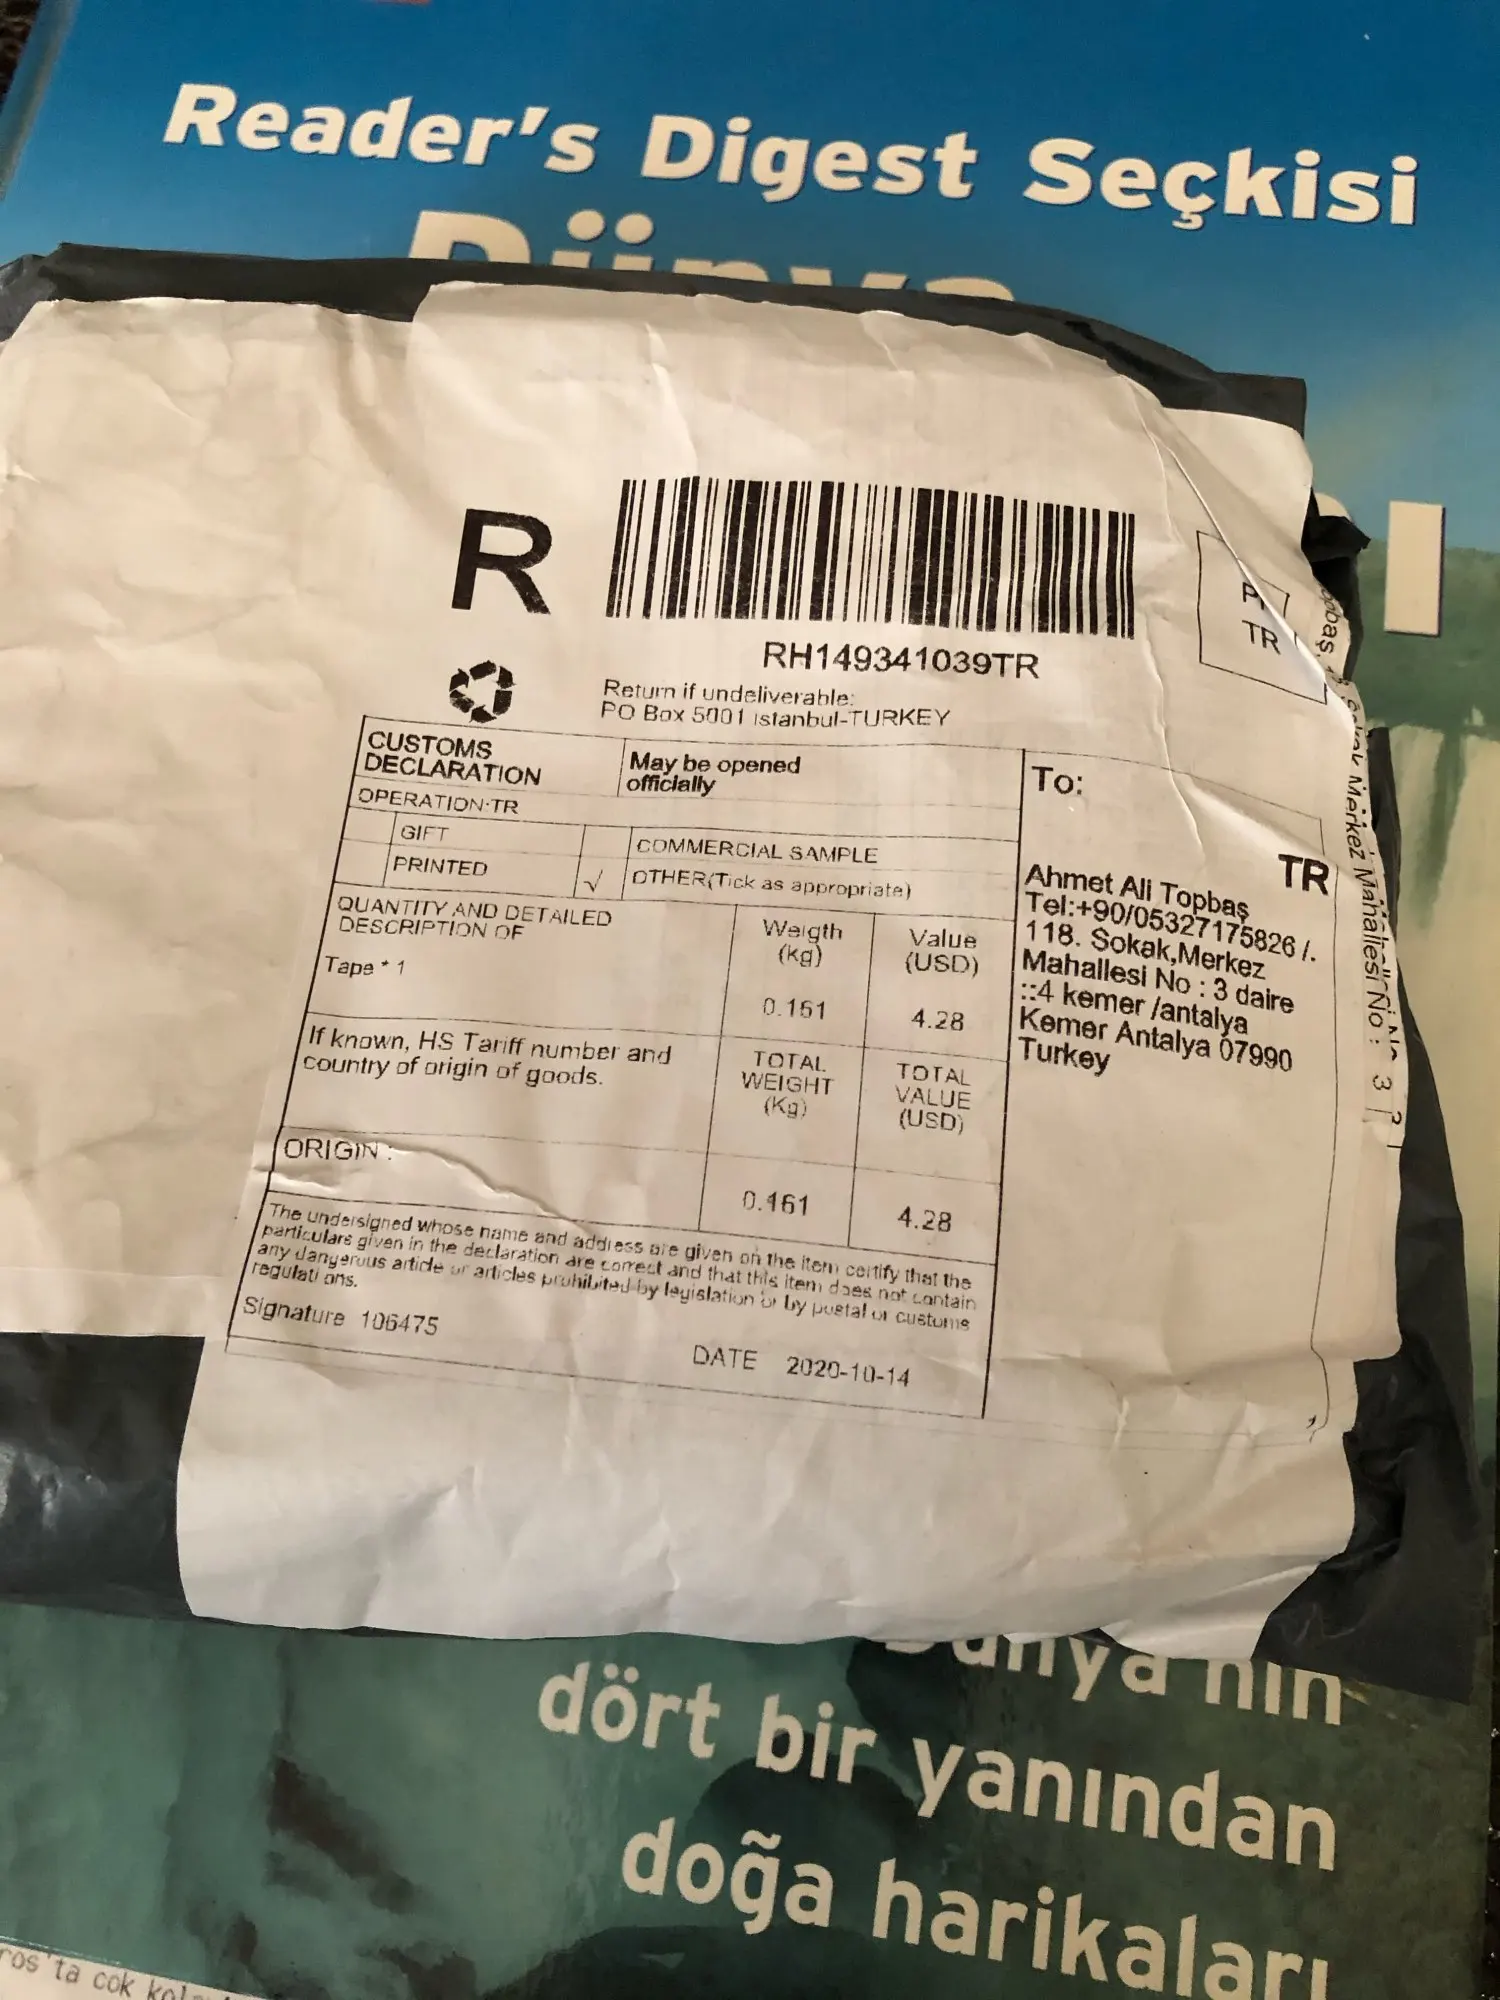 Reader's Digest Seçkisi
R
RH149341039TR
Return if undeliverable:
PO Box 5001 istanbul-TURKEY
TR
CUSTOMS
DECLARATION
May be opened
officially
OPERATION:TR
GIFT
COMMERCIAL SAMPLE
PRINTED
√ OTHER(Tick as appropriate)
QUANTITY AND DETAILED
DESCRIPTION OF
Weigth
(kg)
Value
(USD)
Tape * 1
0.161
4.28
If known, HS Tariff number and
country of origin of goods.
TOTAL
WEIGHT
(Kg)
TOTAL
VALUE
(USD)
ORIGIN :
0.161
4.28
The undersigned whose name and address are given on the item certify that the
particulars given in the declaration are correct and that this item does not contain
any dangerous article or articles prohibited by legislation or by postal or customs
regulati ons.
Signature 106475
DATE 2020-10-14
To:
TR
Ahmet Ali Topbaş
Tel:+90/05327175826 /.
118. Sokak,Merkez
Mahallesi No : 3 daire
::4 kemer /antalya
Kemer Antalya 07990
Turkey
Merkez Mahallesi No : 3
dört bir yanından
doğa harikaları
cok